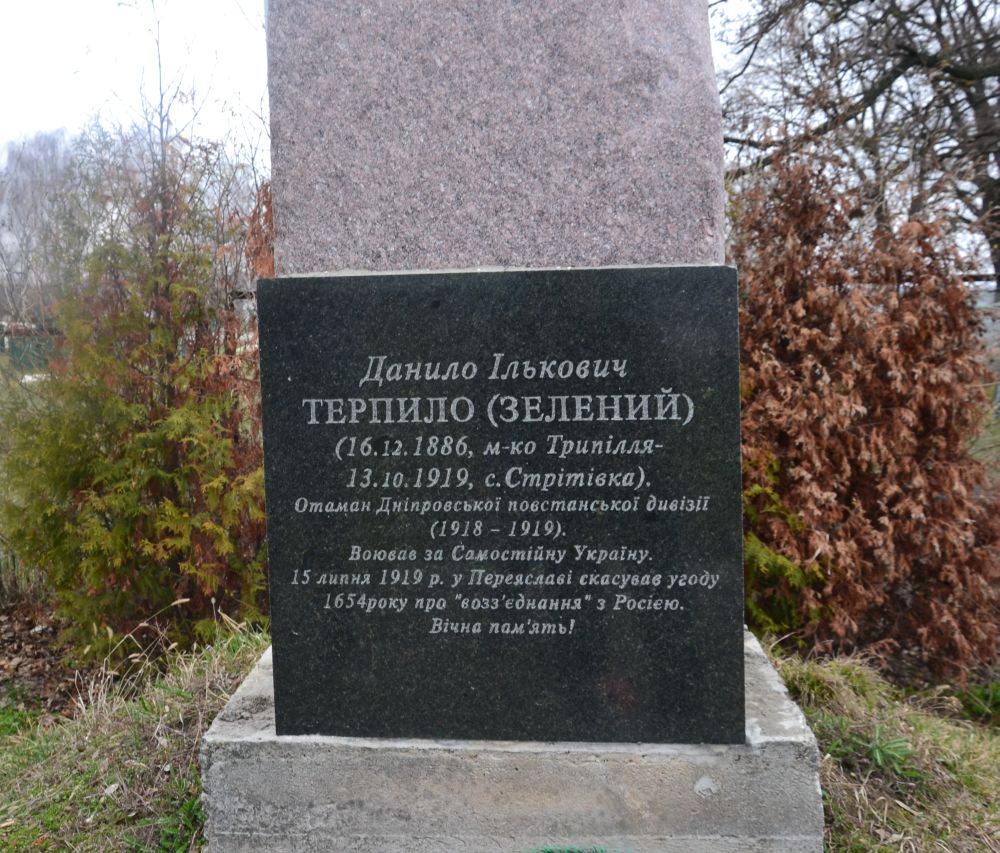 Данило Ількович
ТЕРПИЛО (ЗЕЛЕНИЙ)
(16.12.1886, м-ко Трипілля-
13.10.1919, с.Стрітівка).
Отаман Дніпровської повстанської дивізії
(1918 – 1919).
Воював за Самостійну Україну.
15 липня 1919 р. у Переяславі скасував угоду
1654року про "возз'єднання" з Росією.
Вічна пам'ять!